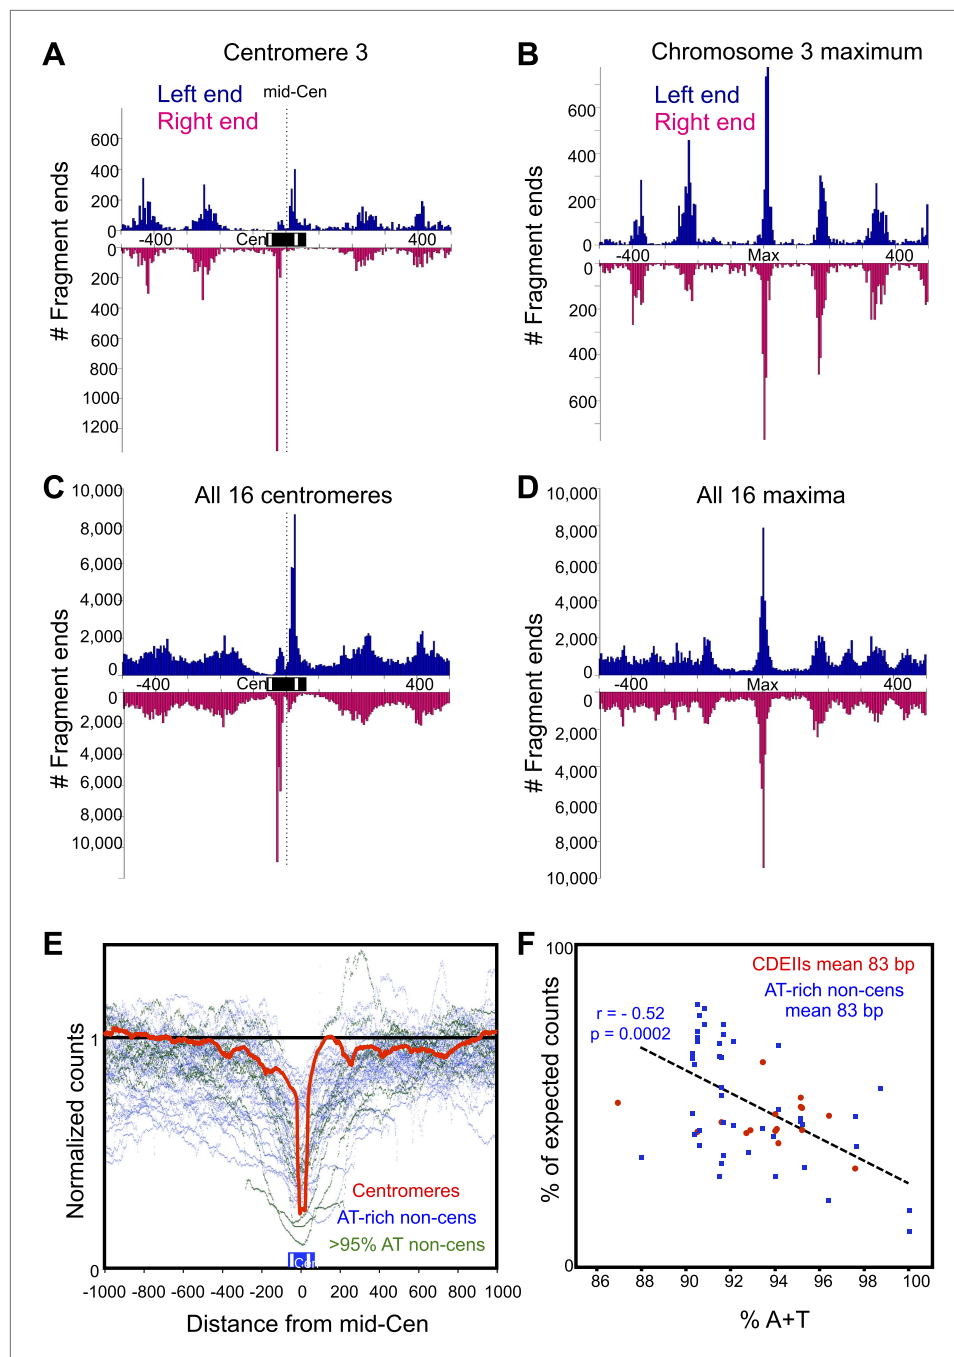 A
Centromere 3
Left end
Right end
mid-Cen
# Fragment ends
600
400
200
0
-400
Cen
400
0
200
400
600
800
1000
1200
B
Chromosome 3 maximum
Left end
Right end
# Fragment ends
600
400
200
0
-400
Max
400
0
200
400
600
C
All 16 centromeres
# Fragment ends
10,000
8,000
6,000
4,000
2,000
0
-400
Cen
400
0
2,000
4,000
6,000
8,000
10,000
D
All 16 maxima
# Fragment ends
10,000
8,000
6,000
4,000
2,000
0
-400
Max
400
0
2,000
4,000
6,000
8,000
10,000
E
Normalized counts
1
0
Centromeres
AT-rich non-cens
>95% AT non-cens
Cen
-1000 -800 -600 -400 -200 0 200 400 600 800 1000
Distance from mid-Cen
F
% of expected counts
100
0
CDEIIs mean 83 bp
AT-rich non-cens
mean 83 bp
r = - 0.52
p = 0.0002
86 88 90 92 94 96 98 100
% A+T